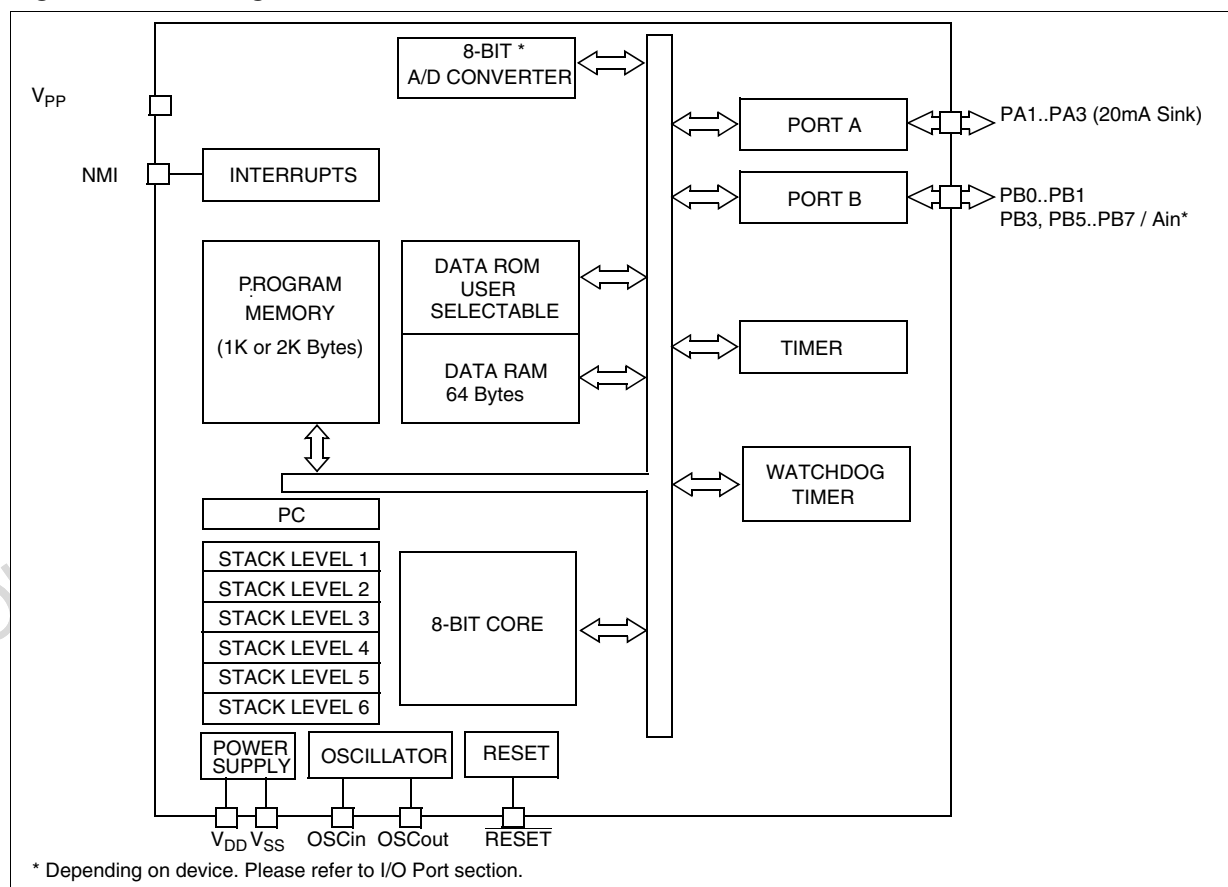 8-BIT *
A/D CONVERTER
V_PP
PORT A
PA1..PA3 (20mA Sink)
NMI
INTERRUPTS
PORT B
PB0..PB1
PB3, PB5..PB7 / Ain*
PROGRAM
MEMORY
(1K or 2K Bytes)
DATA ROM
USER
SELECTABLE
DATA RAM
64 Bytes
TIMER
WATCHDOG
TIMER
PC
STACK LEVEL 1
STACK LEVEL 2
STACK LEVEL 3
STACK LEVEL 4
STACK LEVEL 5
STACK LEVEL 6
8-BIT CORE
POWER
SUPPLY
OSCILLATOR
RESET
V_DD V_SS OSCin OSCout RESET
* Depending on device. Please refer to I/O Port section.